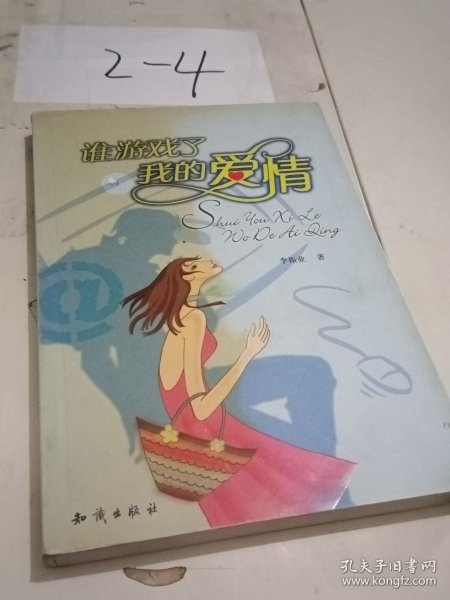 2-4
谁游戏了
我的爱情
Shui You Xi Le
Wo De Ai Qing
李振业 著
@
知识出版社
孔夫子旧书网
www.kongfz.com